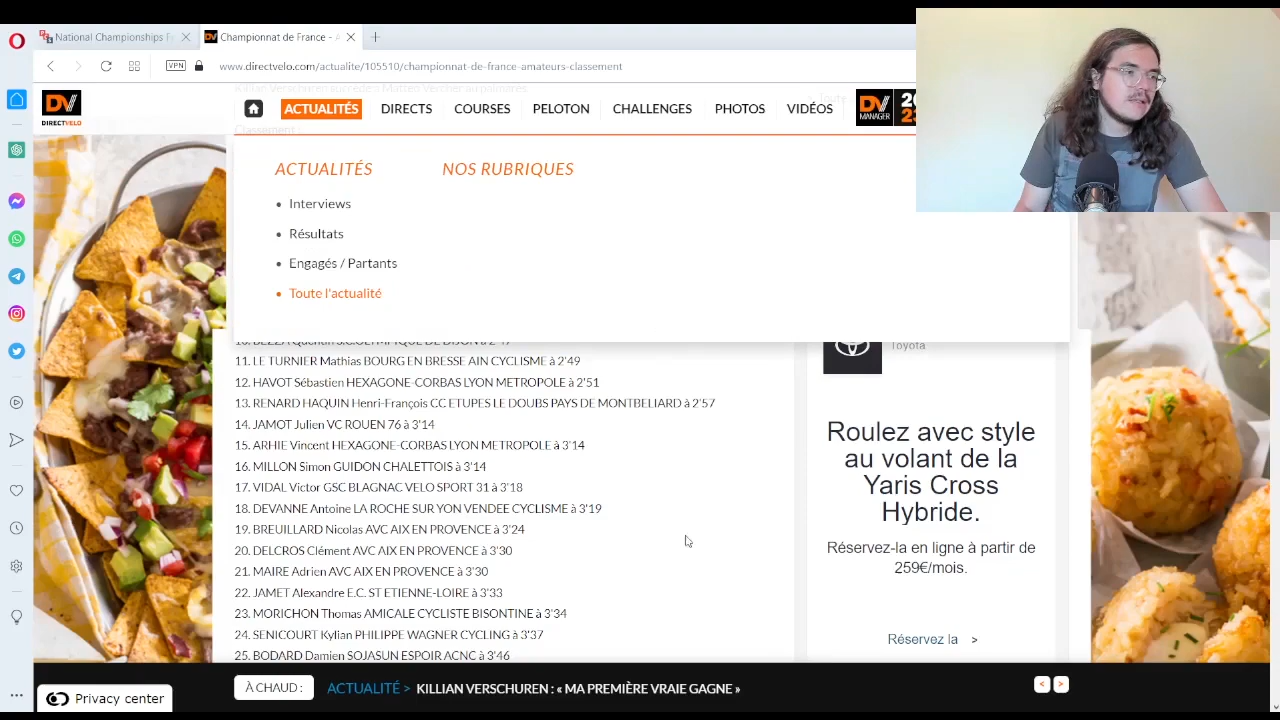 National Championships
Championnat de France - A
VPN
www.directvelo.com/actualite/105510/championnat-de-france-amateurs-classement
DV
DIRECTVELO
ACTUALITÉS
DIRECTS
COURSES
PELOTON
CHALLENGES
PHOTOS
VIDÉOS
DV
MANAGER
Classement :
ACTUALITÉS
NOS RUBRIQUES
Interviews
Résultats
Engagés / Partants
Toute l'actualité
11. LE TURNIER Mathias BOURG EN BRESSE AIN CYCLISME à 2'49
12. HAVOT Sébastien HEXAGONE-CORBAS LYON METROPOLE à 2'51
13. RENARD HAQUIN Henri-François CC ETUPES LE DOUBS PAYS DE MONTBELIARD à 2'57
14. JAMOT Julien VC ROUEN 76 à 3'14
15. ARHIE Vincent HEXAGONE-CORBAS LYON METROPOLE à 3'14
16. MILLON Simon GUIDON CHALETTOIS à 3'14
17. VIDAL Victor GSC BLAGNAC VELO SPORT 31 à 3'18
18. DEVANNE Antoine LA ROCHE SUR YON VENDEE CYCLISME à 3'19
19. BREUILLARD Nicolas AVC AIX EN PROVENCE à 3'24
20. DELCROS Clément AVC AIX EN PROVENCE à 3'30
21. MAIRE Adrien AVC AIX EN PROVENCE à 3'30
22. JAMET Alexandre E.C. ST ETIENNE-LOIRE à 3'33
23. MORICHON Thomas AMICALE CYCLISTE BISONTINE à 3'34
24. SENICOURT Kylian PHILIPPE WAGNER CYCLING à 3'37
25. BODARD Damien SOJASUN ESPOIR ACNC à 3'46
Toyota
Roulez avec style
au volant de la
Yaris Cross
Hybride.
Réservez-la en ligne à partir de
259€/mois.
Réservez la >
Privacy center
À CHAUD :
ACTUALITÉ > KILLIAN VERSCHUREN : « MA PREMIÈRE VRAIE GAGNE »
< >